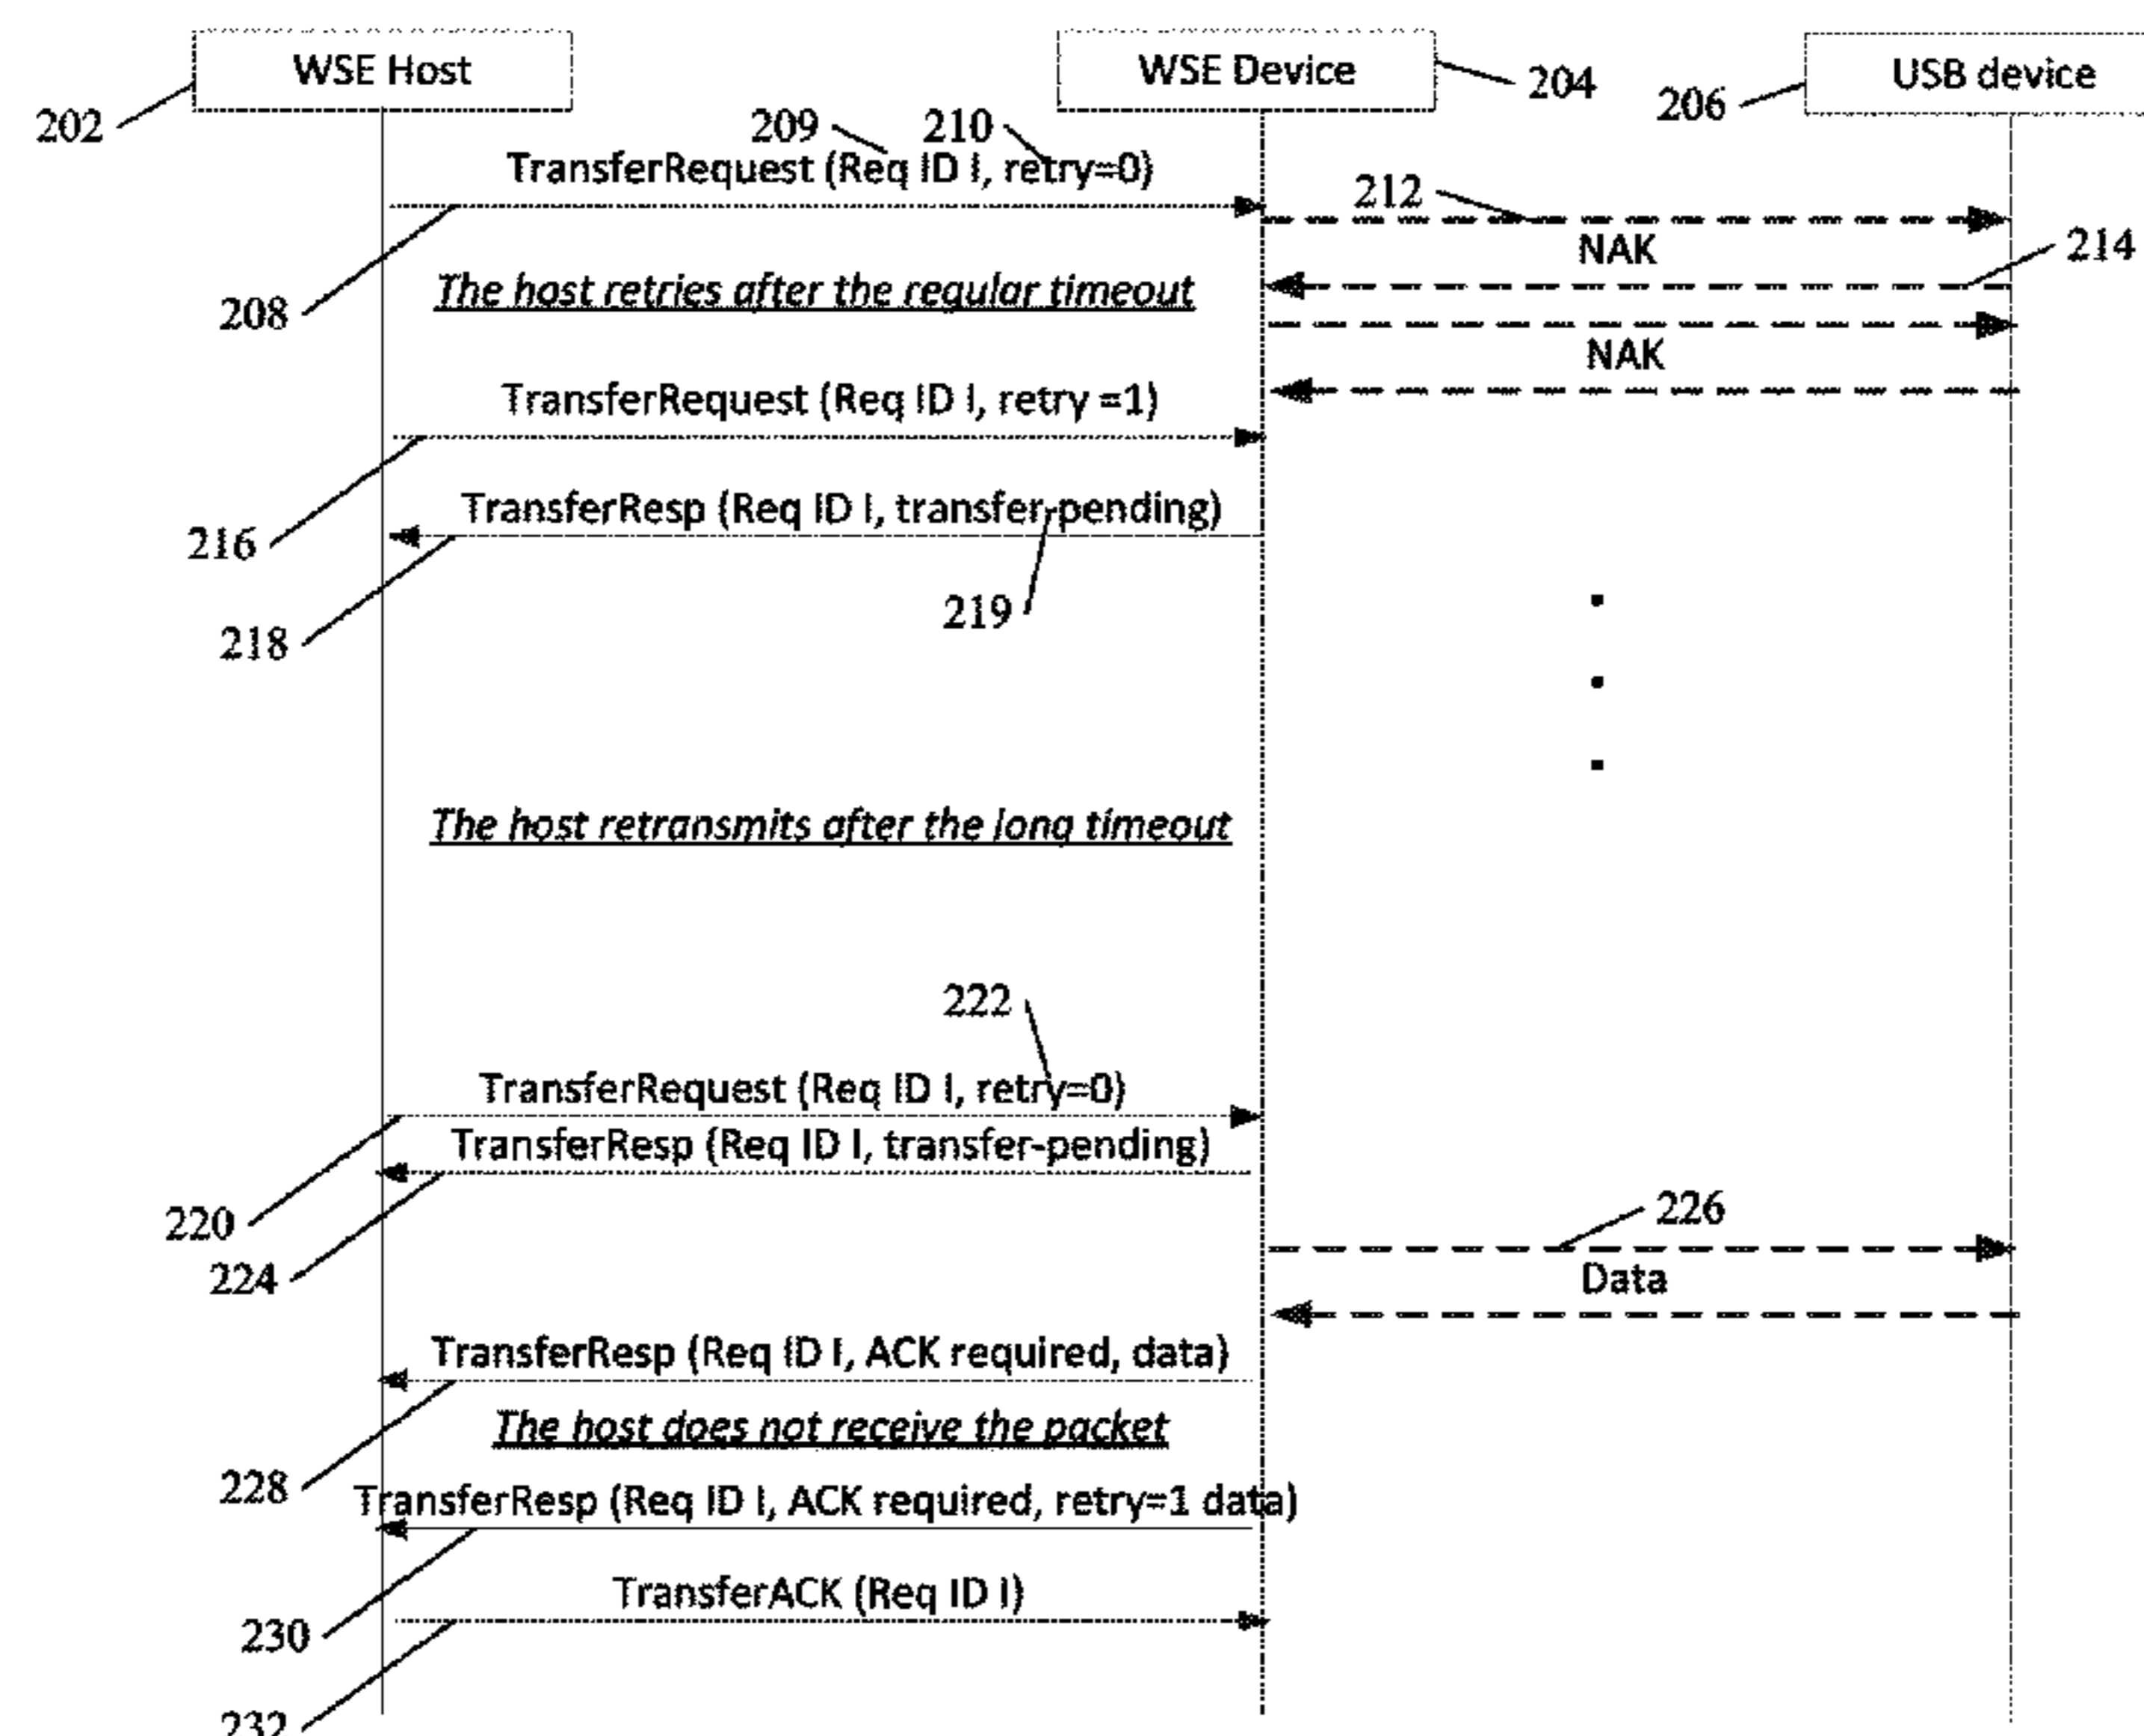 WSE Host
WSE Device
USB device
202
204
206
209
210
TransferRequest (Req ID I, retry=0)
212
NAK
214
208
The host retries after the regular timeout
NAK
TransferRequest (Req ID I, retry =1)
216
TransferResp (Req ID I, transfer-pending)
219
218
The host retransmits after the long timeout
222
TransferRequest (Req ID I, retry=0)
TransferResp (Req ID I, transfer-pending)
220
226
224
Data
TransferResp (Req ID I, ACK required, data)
The host does not receive the packet
228
TransferResp (Req ID I, ACK required, retry=1 data)
TransferACK (Req ID I)
230
232